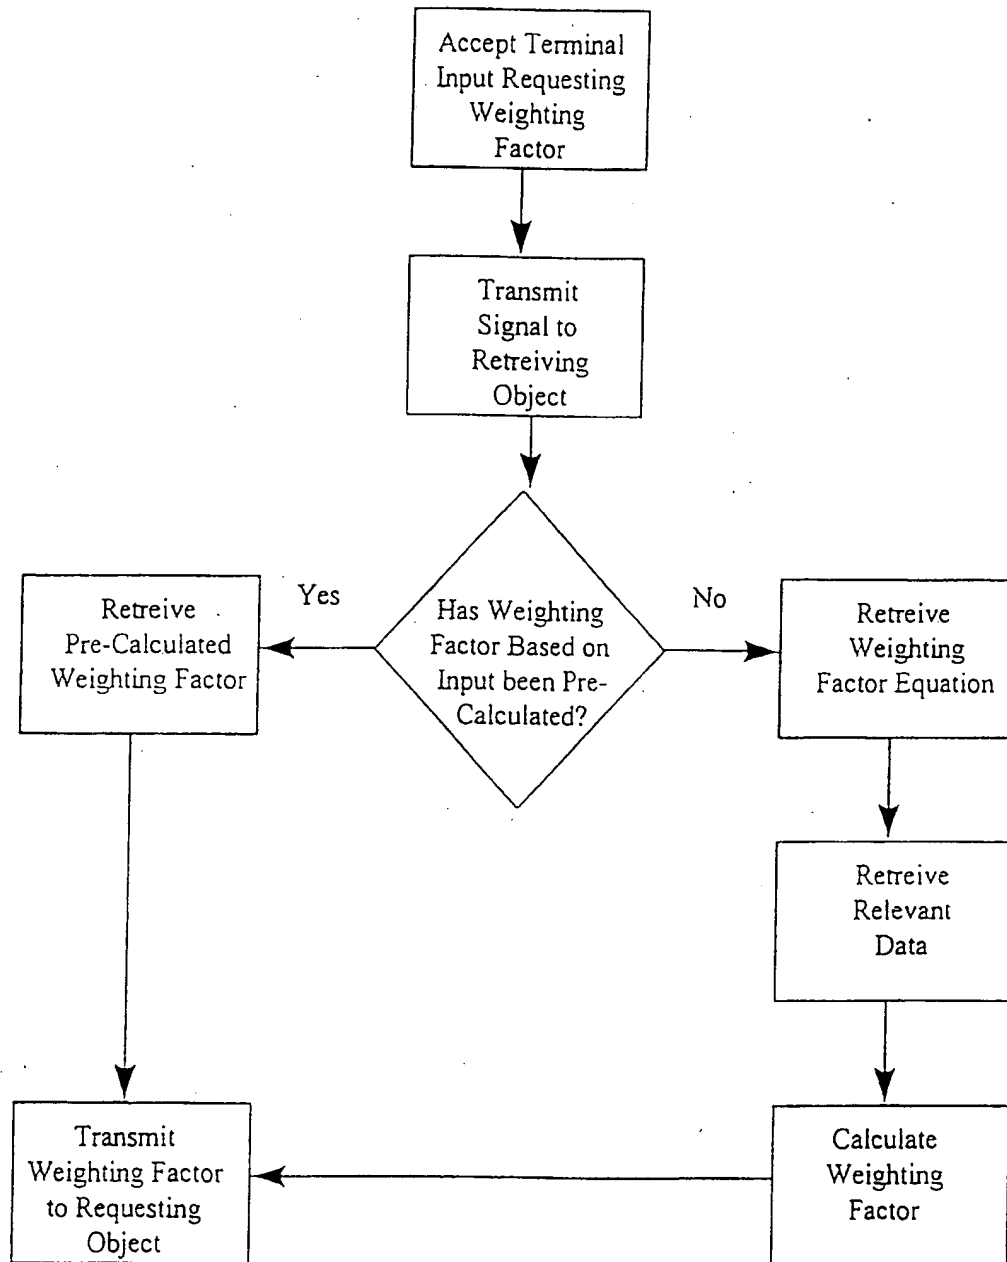 Accept Terminal
Input Requesting
Weighting
Factor
Transmit
Signal to
Retreiving
Object
Has Weighting
Factor Based on
Input been Pre-
Calculated?
Yes
No
Retreive
Pre-Calculated
Weighting Factor
Retreive
Weighting
Factor Equation
Retreive
Relevant
Data
Calculate
Weighting
Factor
Transmit
Weighting Factor
to Requesting
Object